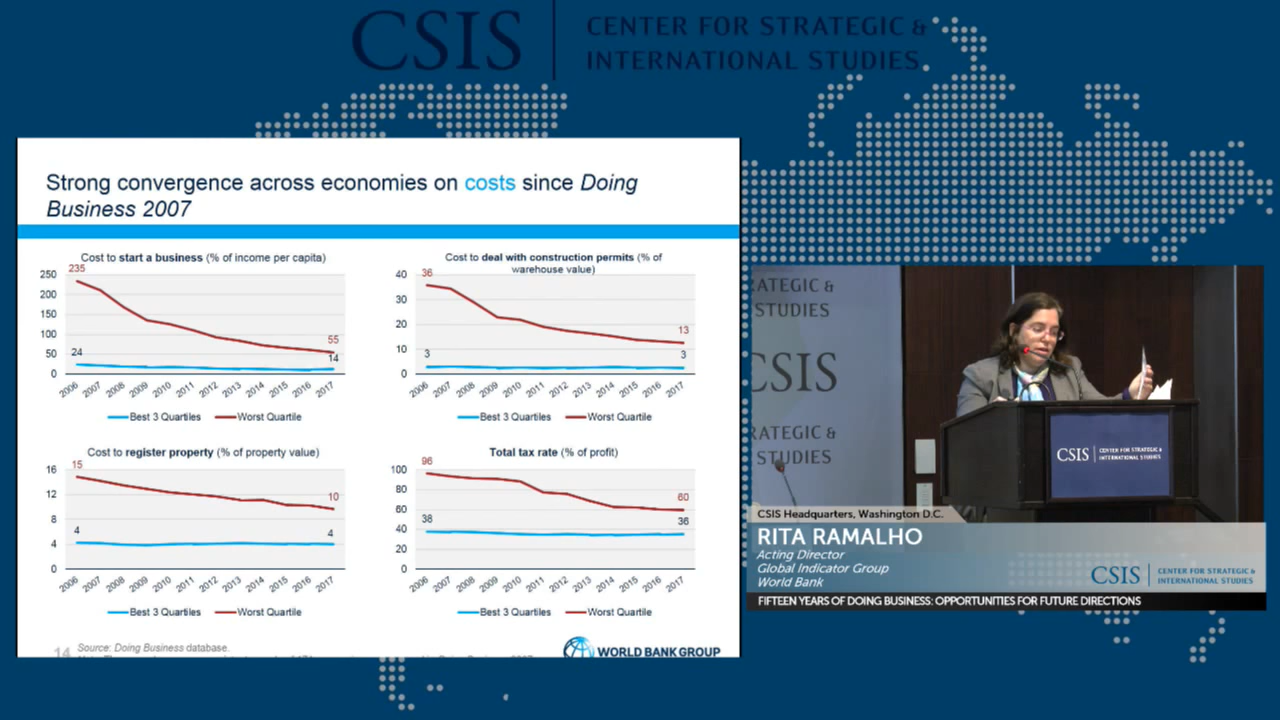 CSIS
CENTER FOR STRATEGIC &
INTERNATIONAL STUDIES
Strong convergence across economies on costs since Doing
Business 2007
Cost to start a business (% of income per capita)
235
250
200
150
100
50
0
24
55
14
2006 2007 2008 2009 2010 2011 2012 2013 2014 2015 2016 2017
Best 3 Quartiles Worst Quartile
Cost to deal with construction permits (% of
warehouse value)
36
40
30
20
10
0
3
13
3
2006 2007 2008 2009 2010 2011 2012 2013 2014 2015 2016 2017
Best 3 Quartiles Worst Quartile
Cost to register property (% of property value)
15
16
12
8
4
0
4
10
4
2006 2007 2008 2009 2010 2011 2012 2013 2014 2015 2016 2017
Best 3 Quartiles Worst Quartile
Total tax rate (% of profit)
96
100
80
60
40
20
0
38
60
36
2006 2007 2008 2009 2010 2011 2012 2013 2014 2015 2016 2017
Best 3 Quartiles Worst Quartile
14
Source: Doing Business database.
WORLD BANK GROUP
ATEGIC &
STUDIES
CSIS
RATEGIC &
STUDIES
CSIS
CENTER FOR STRATEGIC &
INTERNATIONAL STUDIES
CSIS Headquarters, Washington D.C.
RITA RAMALHO
Acting Director
Global Indicator Group
World Bank
CSIS
CENTER FOR STRATEGIC &
INTERNATIONAL STUDIES
FIFTEEN YEARS OF DOING BUSINESS: OPPORTUNITIES FOR FUTURE DIRECTIONS